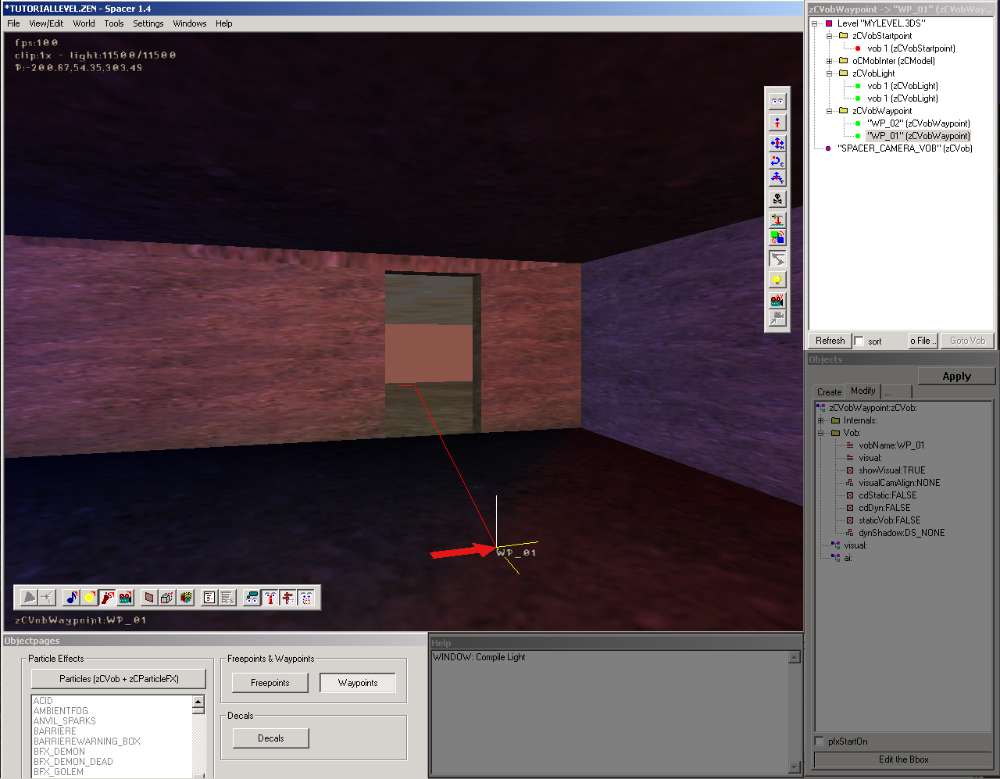 *TUTORIALLEVEL.ZEN - Spacer 1.4
File View/Edit World Tools Settings Windows Help
fps:100
clip:1x - light:11500/11500
P:-200.87,54.35,303.45
WP_01
zCVobWaypoint:WP_01
zCVobWaypoint -> "WP_01" (zCVobWay...
Level "MYLEVEL.3DS"
zCVobStartpoint
vob 1 (zCVobStartpoint)
oCMobInter (zCModel)
zCVobLight
vob 1 (zCVobLight)
vob 1 (zCVobLight)
zCVobWaypoint
"WP_02" (zCVobWaypoint)
"WP_01" (zCVobWaypoint)
"SPACER_CAMERA_VOB" (zCVob)
Refresh sort o File .. Goto Vob
Objects
Apply
Create Modify ...
zCVobWaypoint:zCVob:
Internals:
Vob:
vobName:WP_01
visual:
showVisual:TRUE
visualCamAlign:NONE
cdStatic:FALSE
cdDyn:FALSE
staticVob:FALSE
dynShadow:DS_NONE
visual:
ai:
pfxStartOn
Edit the Bbox
Objectpages
Particle Effects
Particles (zCVob + zCParticleFX)
ACID
AMBIENTFOG
ANVIL_SPARKS
BARRIERE
BARRIEREWARNING_BOX
BFX_DEMON
BFX_DEMON_DEAD
BFX_GOLEM
Freepoints & Waypoints
Freepoints Waypoints
Decals
Decals
Help
WINDOW: Compile Light